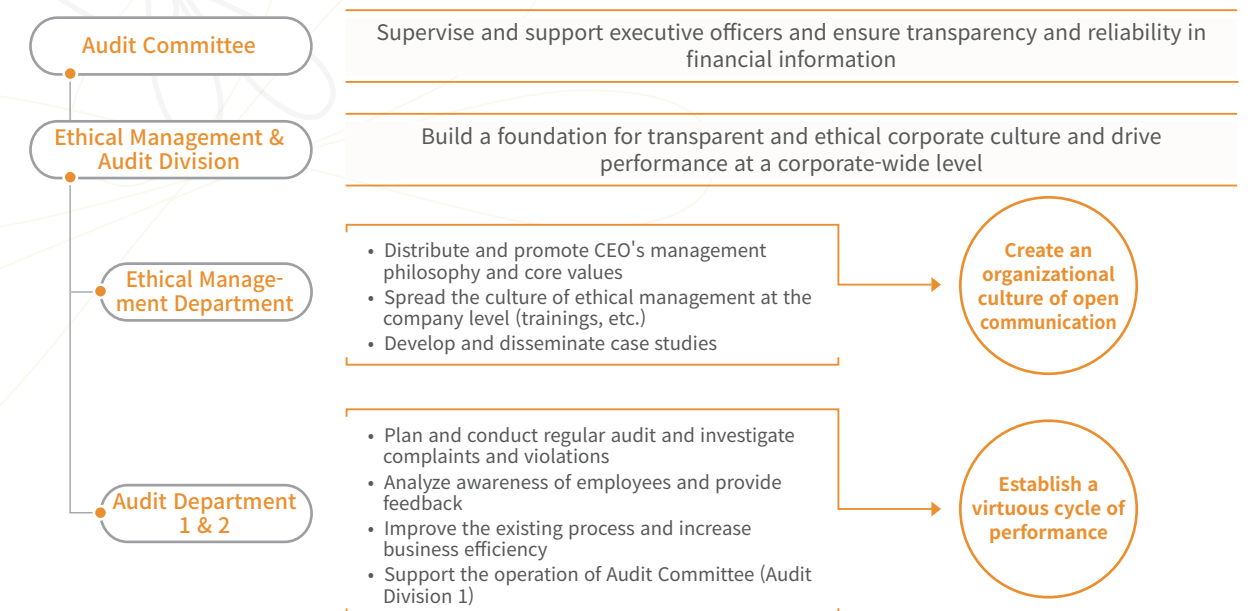 Audit Committee
Supervise and support executive officers and ensure transparency and reliability in
financial information
Ethical Management &
Audit Division
Build a foundation for transparent and ethical corporate culture and drive
performance at a corporate-wide level
Ethical Manage-
ment Department
• Distribute and promote CEO's management
philosophy and core values
• Spread the culture of ethical management at the
company level (trainings, etc.)
• Develop and disseminate case studies
Create an
organizational
culture of open
communication
Audit Department
1 & 2
• Plan and conduct regular audit and investigate
complaints and violations
• Analyze awareness of employees and provide
feedback
• Improve the existing process and increase
business efficiency
• Support the operation of Audit Committee (Audit
Division 1)
Establish a
virtuous cycle of
performance